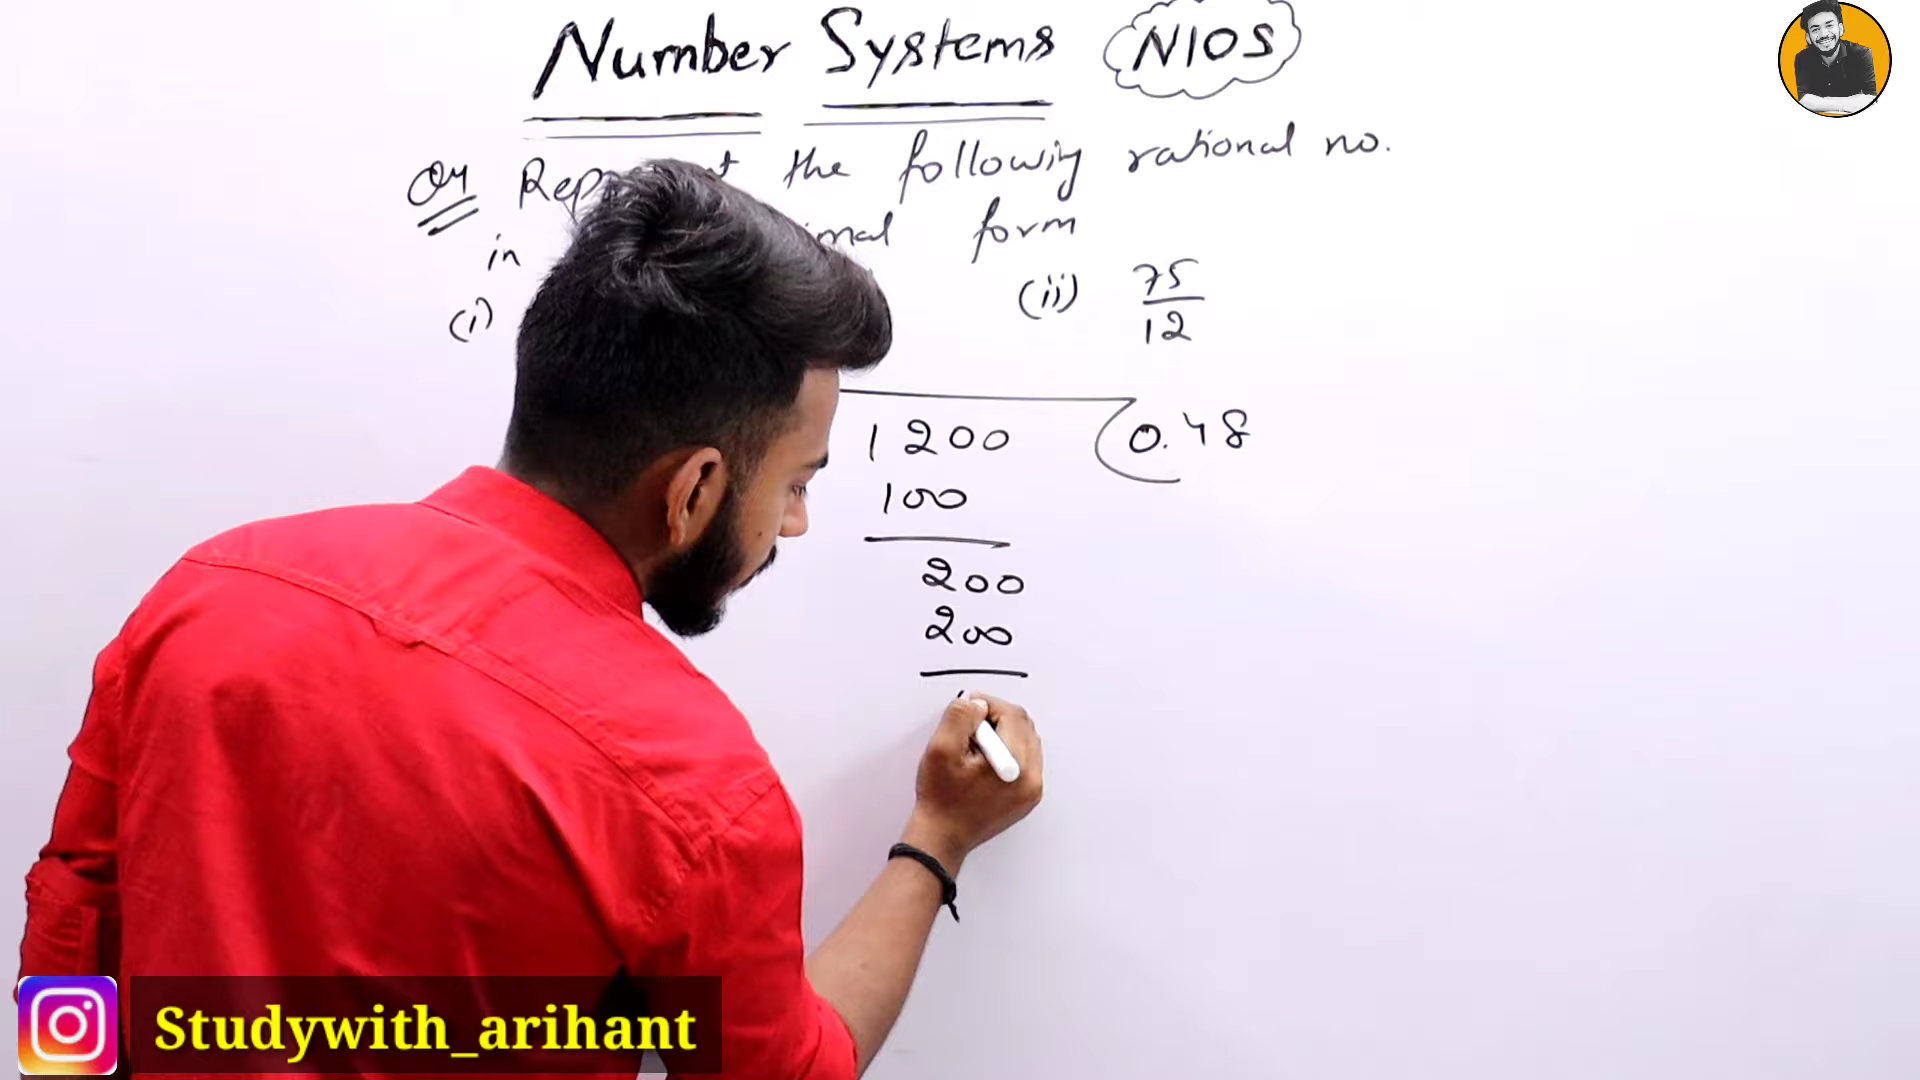 Number Systems NIOS
Q4 the following rational no.
in form
(i) (ii) 75
12
1200 0.48
100
200
200
Studywith_arihant